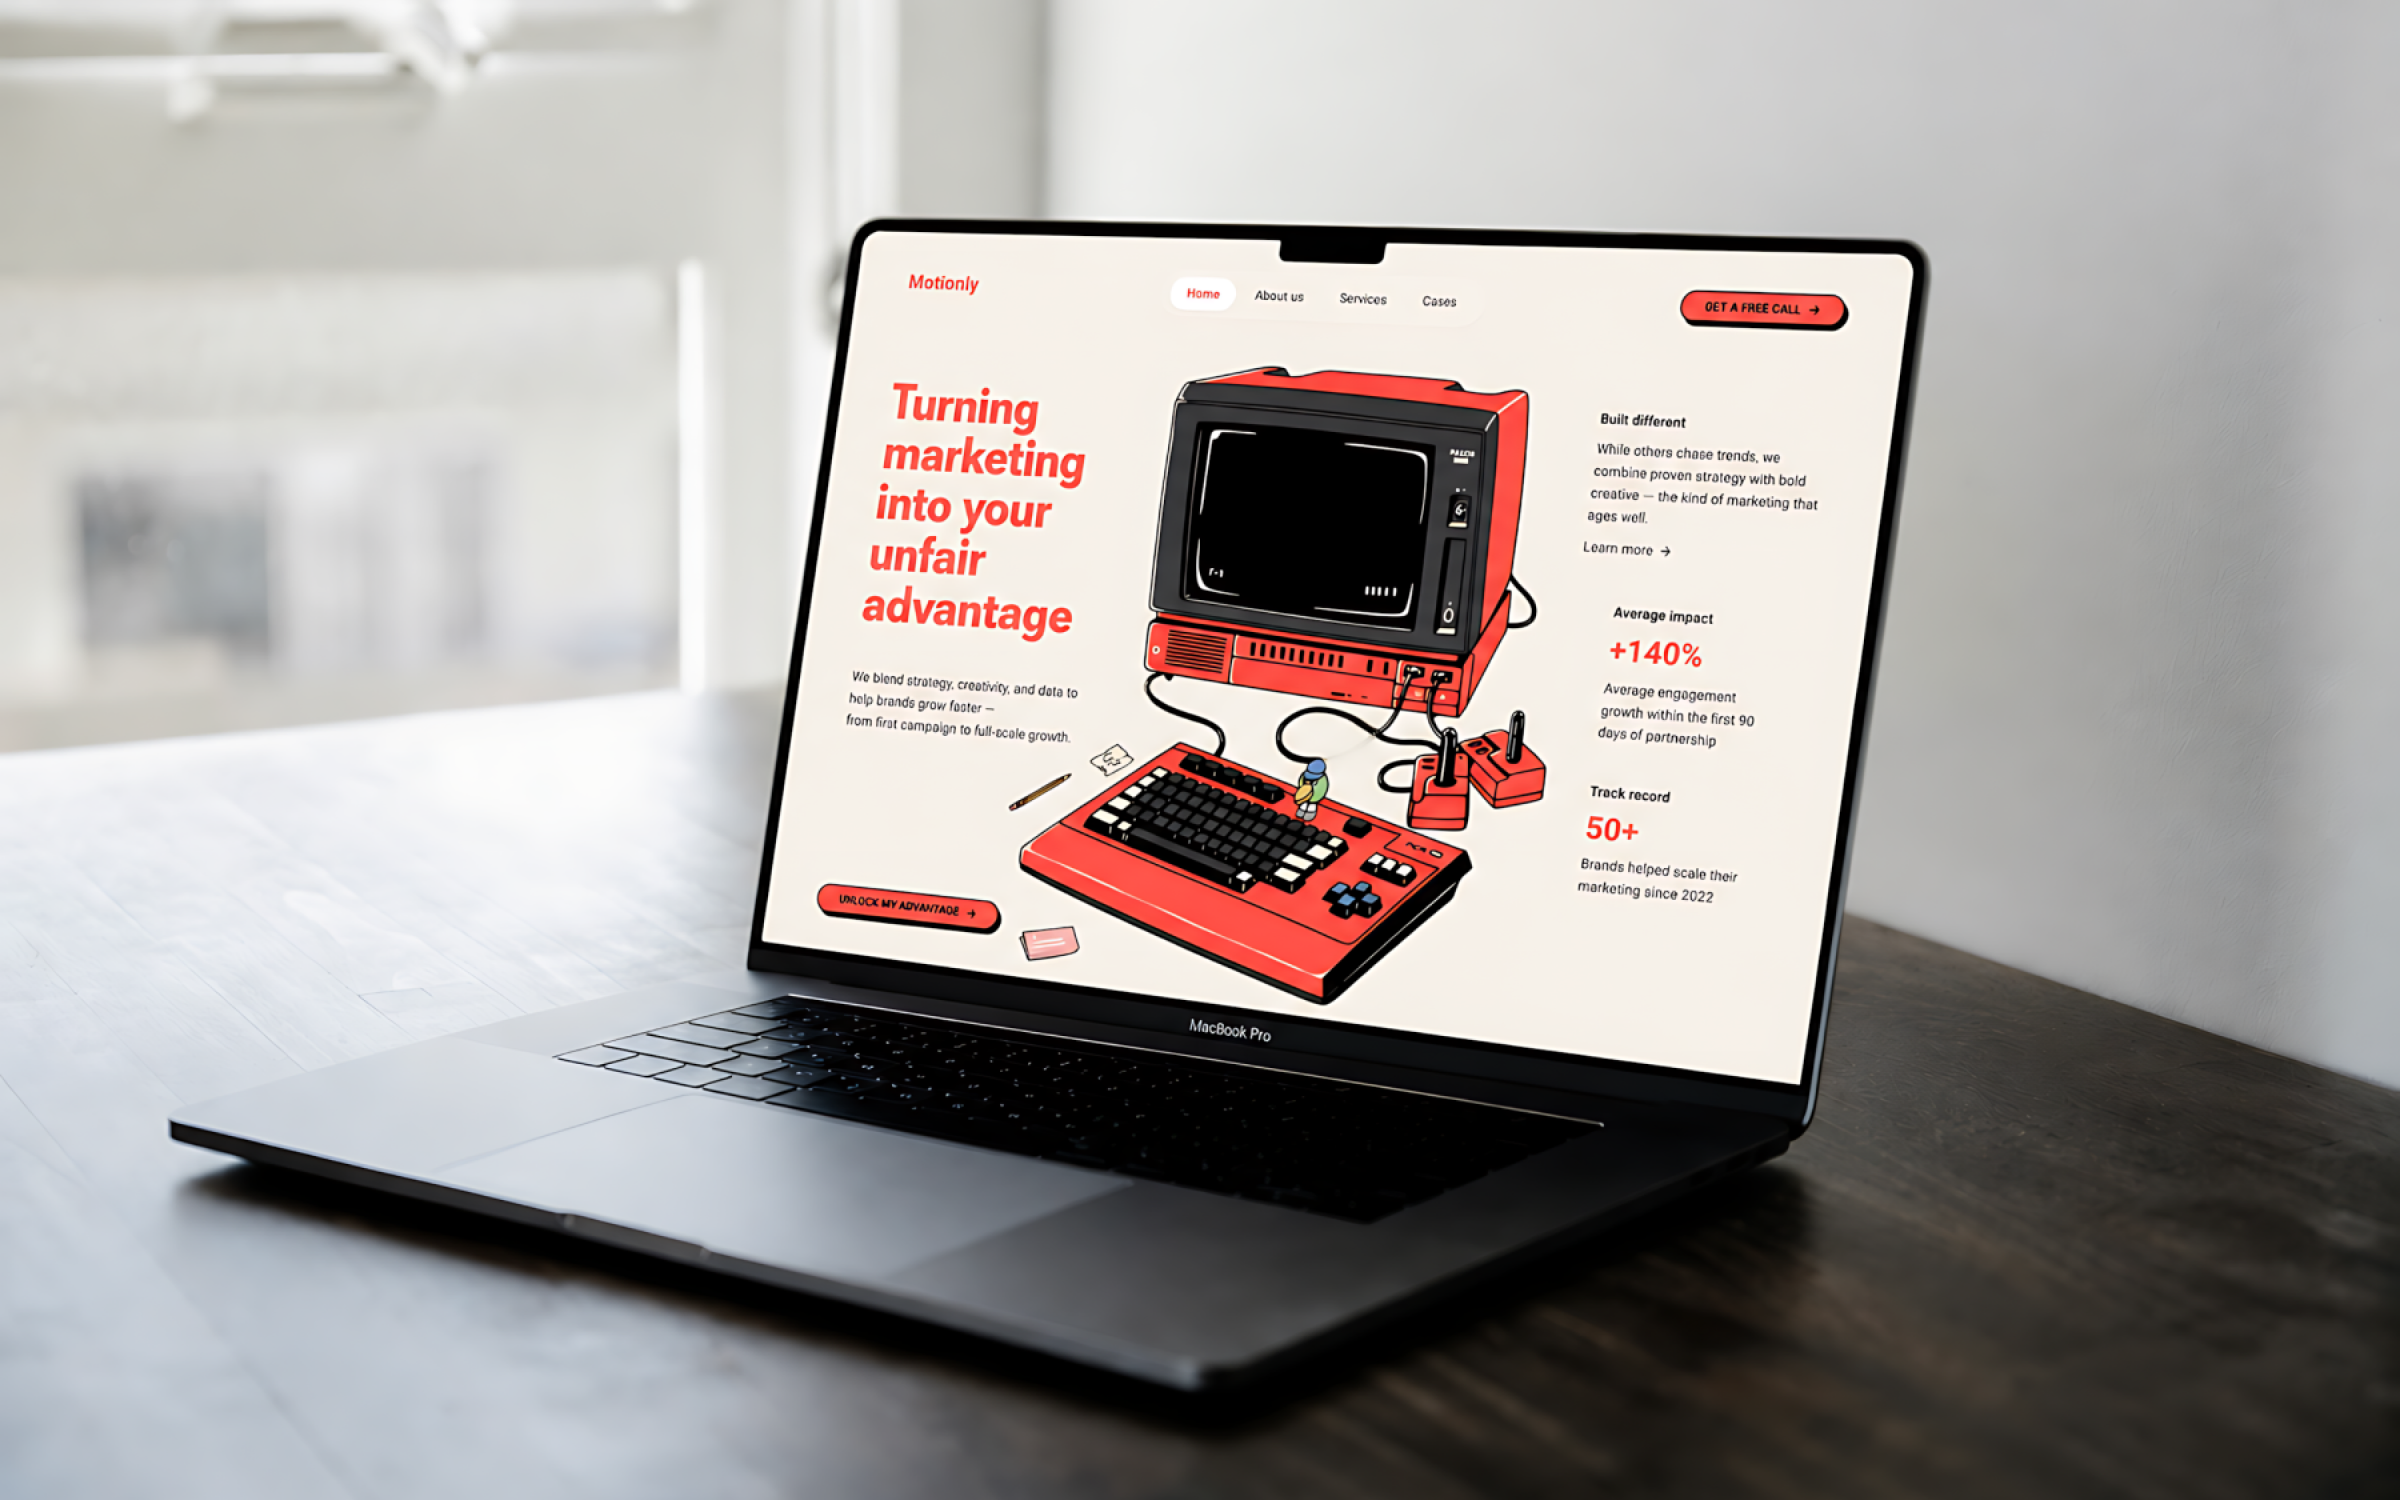 Motionly
Home
About us
Services
Cases
GET A FREE CALL →
Turning
marketing
into your
unfair
advantage
We blend strategy, creativity, and data to
help brands grow faster —
from first campaign to full-scale growth.
UNLOCK MY ADVANTAGE →
Built different
While others chase trends, we
combine proven strategy with bold
creative — the kind of marketing that
ages well.
Learn more →
Average impact
+140%
Average engagement
growth within the first 90
days of partnership
Track record
50+
Brands helped scale their
marketing since 2022
MacBook Pro